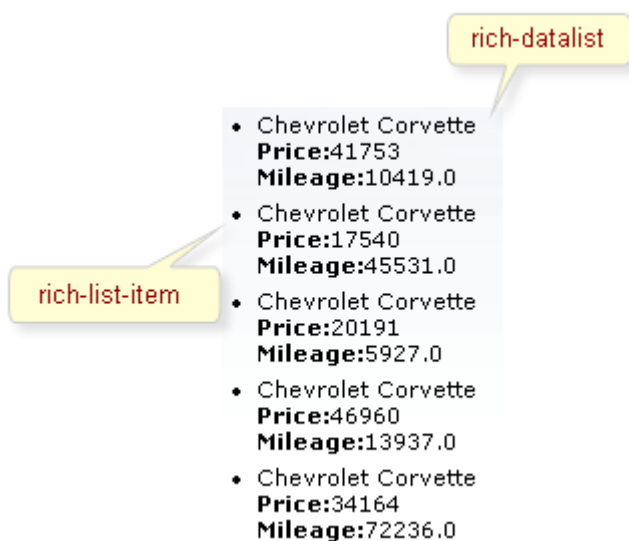 rich-datalist
• Chevrolet Corvette
Price:41753
Mileage:10419.0
• Chevrolet Corvette
Price:17540
Mileage:45531.0
rich-list-item
• Chevrolet Corvette
Price:20191
Mileage:5927.0
• Chevrolet Corvette
Price:46960
Mileage:13937.0
• Chevrolet Corvette
Price:34164
Mileage:72236.0